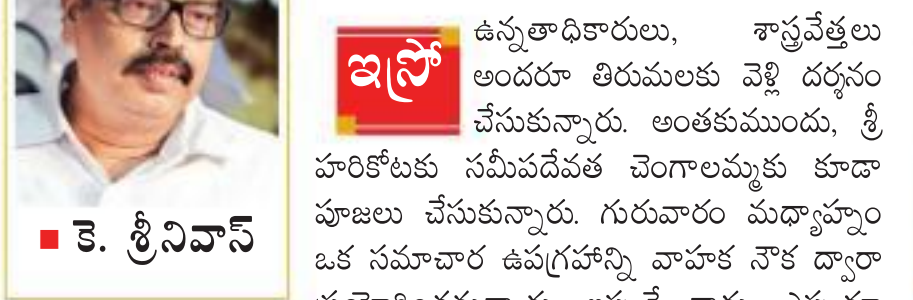 ఇస్రో
ఉన్నతాధికారులు, శాస్త్రవేత్తలు
అందరూ తిరుమలకు వెళ్లి దర్శనం
చేసుకున్నారు. అంతకుముందు, శ్రీ
హరికోటకు సమీపదేవత చెంగాలమ్మకు కూడా
పూజలు చేసుకున్నారు. గురువారం మధ్యాహ్నం
ఒక సమాచార ఉపగ్రహాన్ని వాహక నౌక ద్వారా
■ కె. శ్రీనివాస్